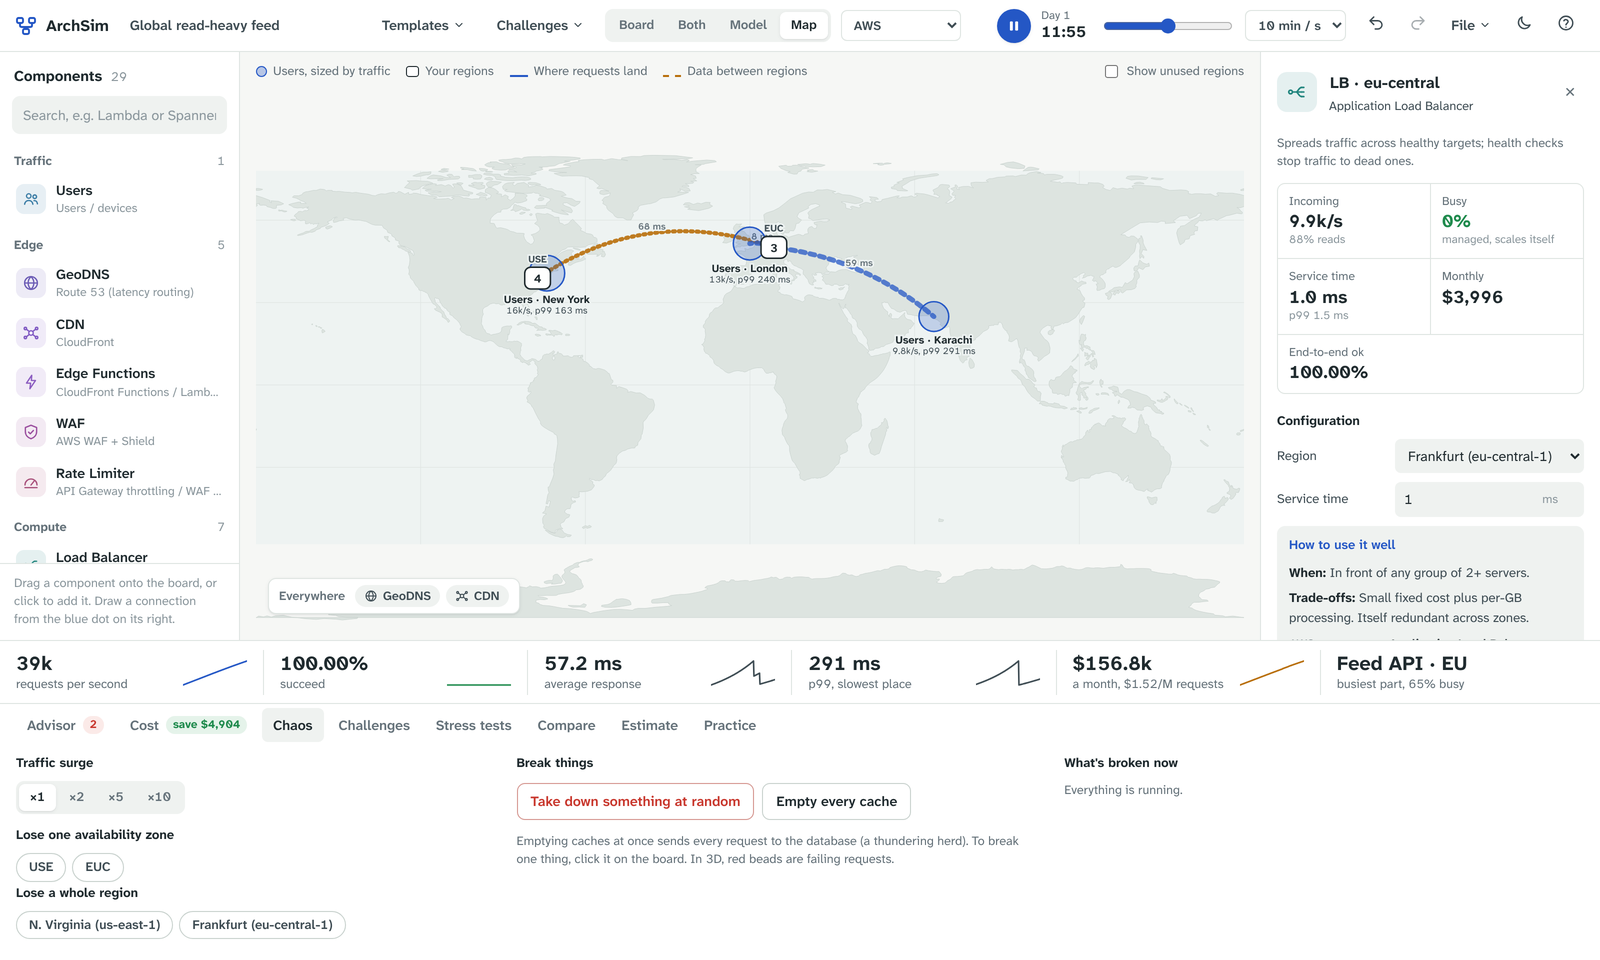 ArchSim
Global read-heavy feed
Templates
Challenges
Board
Both
Model
Map
AWS
Day 1
11:55
10 min / s
File
Components 29
Search, e.g. Lambda or Spanner
Traffic 1
Users
Users / devices
Edge 5
GeoDNS
Route 53 (latency routing)
CDN
CloudFront
Edge Functions
CloudFront Functions / Lamb...
WAF
AWS WAF + Shield
Rate Limiter
API Gateway throttling / WAF ...
Compute 7
Load Balancer
Drag a component onto the board, or
click to add it. Draw a connection
from the blue dot on its right.
Users, sized by traffic
Your regions
Where requests land
Data between regions
Show unused regions
68 ms
USE
4
Users · New York
16k/s, p99 163 ms
EUC
3
Users · London
13k/s, p99 240 ms
59 ms
Users · Karachi
9.8k/s, p99 291 ms
Everywhere
GeoDNS
CDN
LB · eu-central
Application Load Balancer
Spreads traffic across healthy targets; health checks
stop traffic to dead ones.
Incoming
9.9k/s
88% reads
Busy
0%
managed, scales itself
Service time
1.0 ms
p99 1.5 ms
Monthly
$3,996
End-to-end ok
100.00%
Configuration
Region
Frankfurt (eu-central-1)
Service time
1 ms
How to use it well
When: In front of any group of 2+ servers.
Trade-offs: Small fixed cost plus per-GB
processing. Itself redundant across zones.
39k
requests per second
100.00%
succeed
57.2 ms
average response
291 ms
p99, slowest place
$156.8k
a month, $1.52/M requests
Feed API · EU
busiest part, 65% busy
Advisor 2
Cost save $4,904
Chaos
Challenges
Stress tests
Compare
Estimate
Practice
Traffic surge
×1
×2
×5
×10
Lose one availability zone
USE
EUC
Lose a whole region
N. Virginia (us-east-1)
Frankfurt (eu-central-1)
Break things
Take down something at random
Empty every cache
Emptying caches at once sends every request to the database (a thundering herd). To break
one thing, click it on the board. In 3D, red beads are failing requests.
What's broken now
Everything is running.